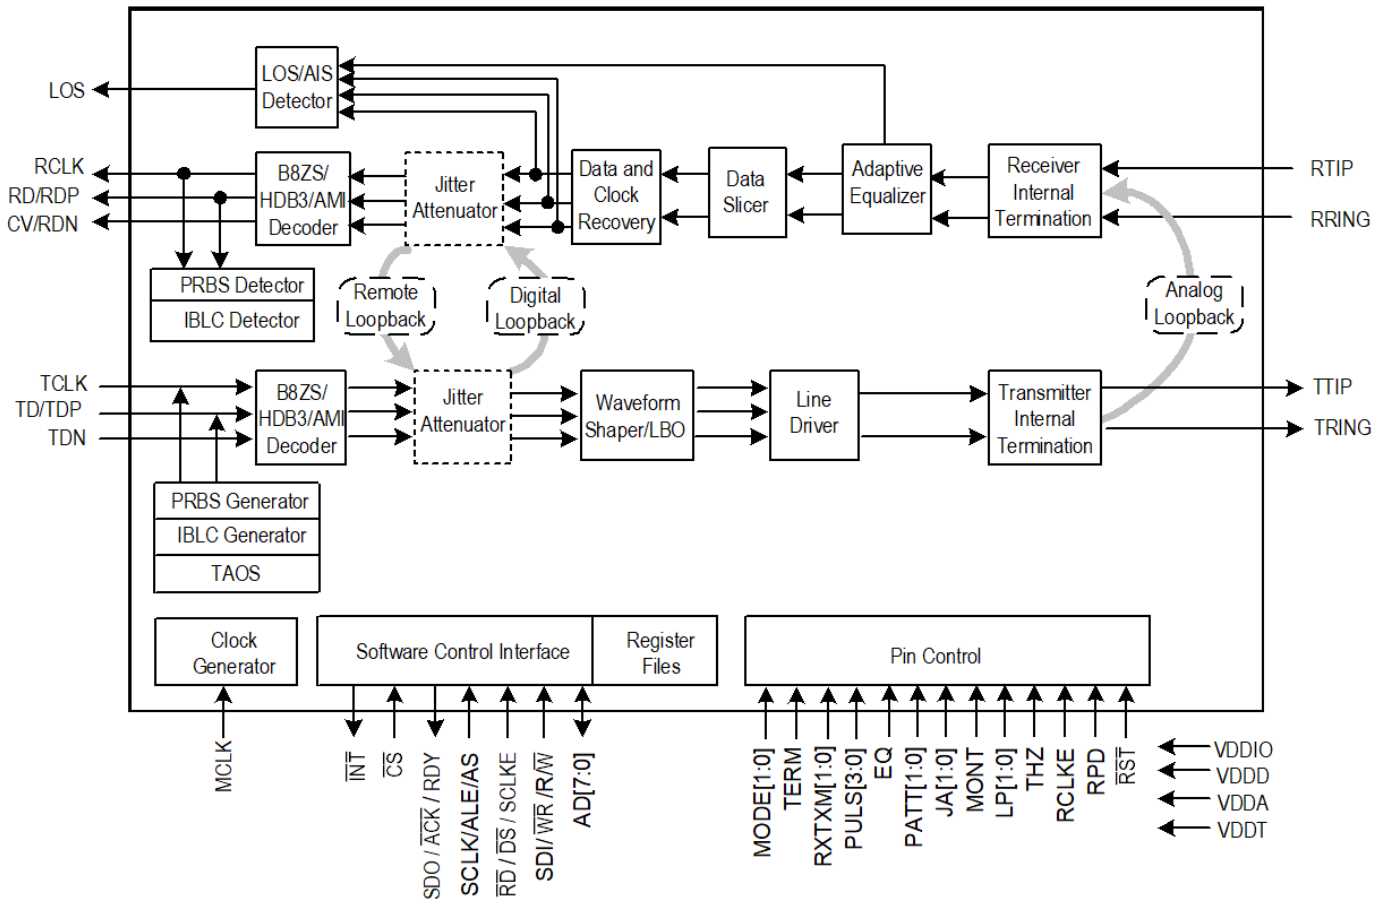 LOS
LOS/AIS
Detector
RCLK
RD/RDP
CV/RDN
B8ZS/
HDB3/AMI
Decoder
Jitter
Attenuator
Data and
Clock
Recovery
Data
Slicer
Adaptive
Equalizer
Receiver
Internal
Termination
RTIP
RRING
PRBS Detector
IBLC Detector
Remote
Loopback
Digital
Loopback
Analog
Loopback
TCLK
TD/TDP
TDN
B8ZS/
HDB3/AMI
Decoder
Jitter
Attenuator
Waveform
Shaper/LBO
Line
Driver
Transmitter
Internal
Termination
TTIP
TRING
PRBS Generator
IBLC Generator
TAOS
Clock
Generator
Software Control Interface
Register
Files
Pin Control
MCLK
INT
CS
SDO / ACK / RDY
SCLK/ALE/AS
RD / DS / SCLKE
SDI/ WR /R/W
AD[7:0]
MODE[1:0]
TERM
RXTXM[1:0]
PULS[3:0]
EQ
PATT[1:0]
JA[1:0]
MONT
LP[1:0]
THZ
RCLKE
RPD
RST
VDDIO
VDDD
VDDA
VDDT